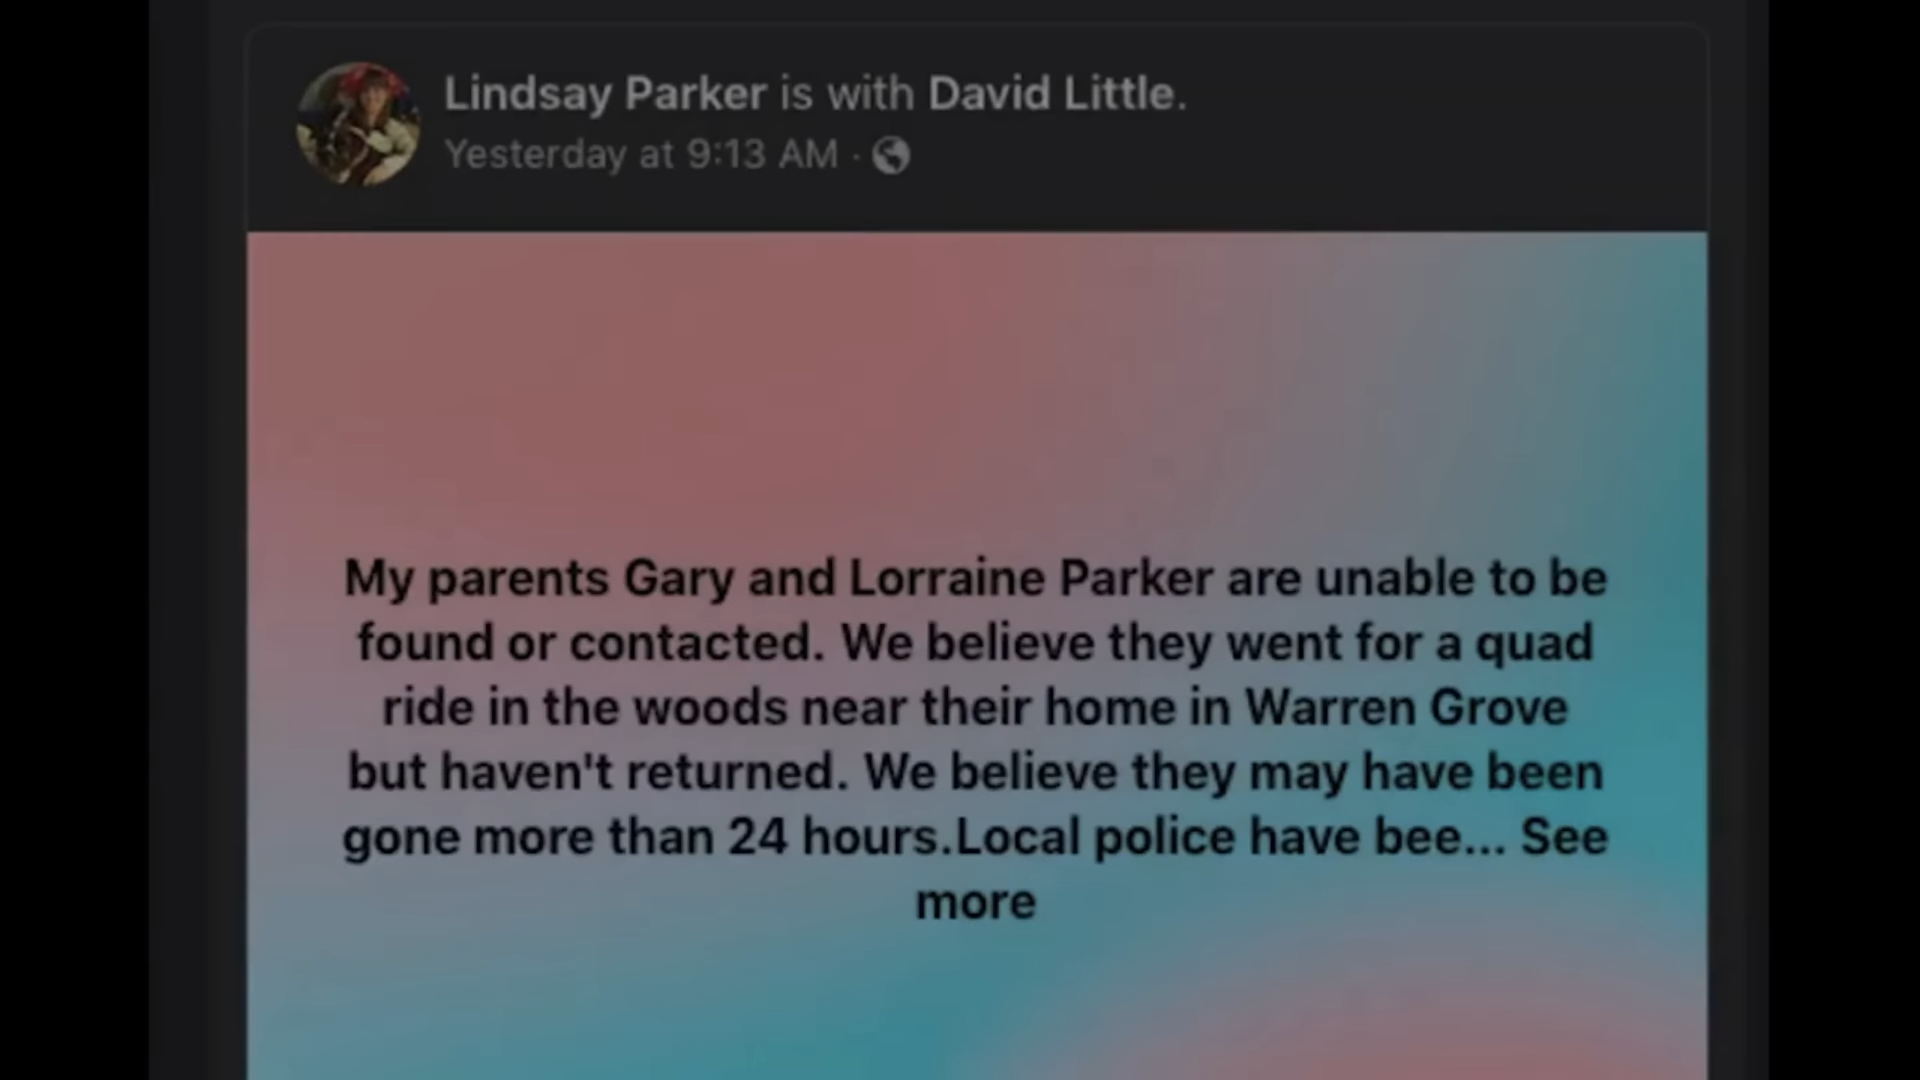 Lindsay Parker is with David Little.
Yesterday at 9:13 AM ·
My parents Gary and Lorraine Parker are unable to be
found or contacted. We believe they went for a quad
ride in the woods near their home in Warren Grove
but haven't returned. We believe they may have been
gone more than 24 hours.Local police have bee... See
more